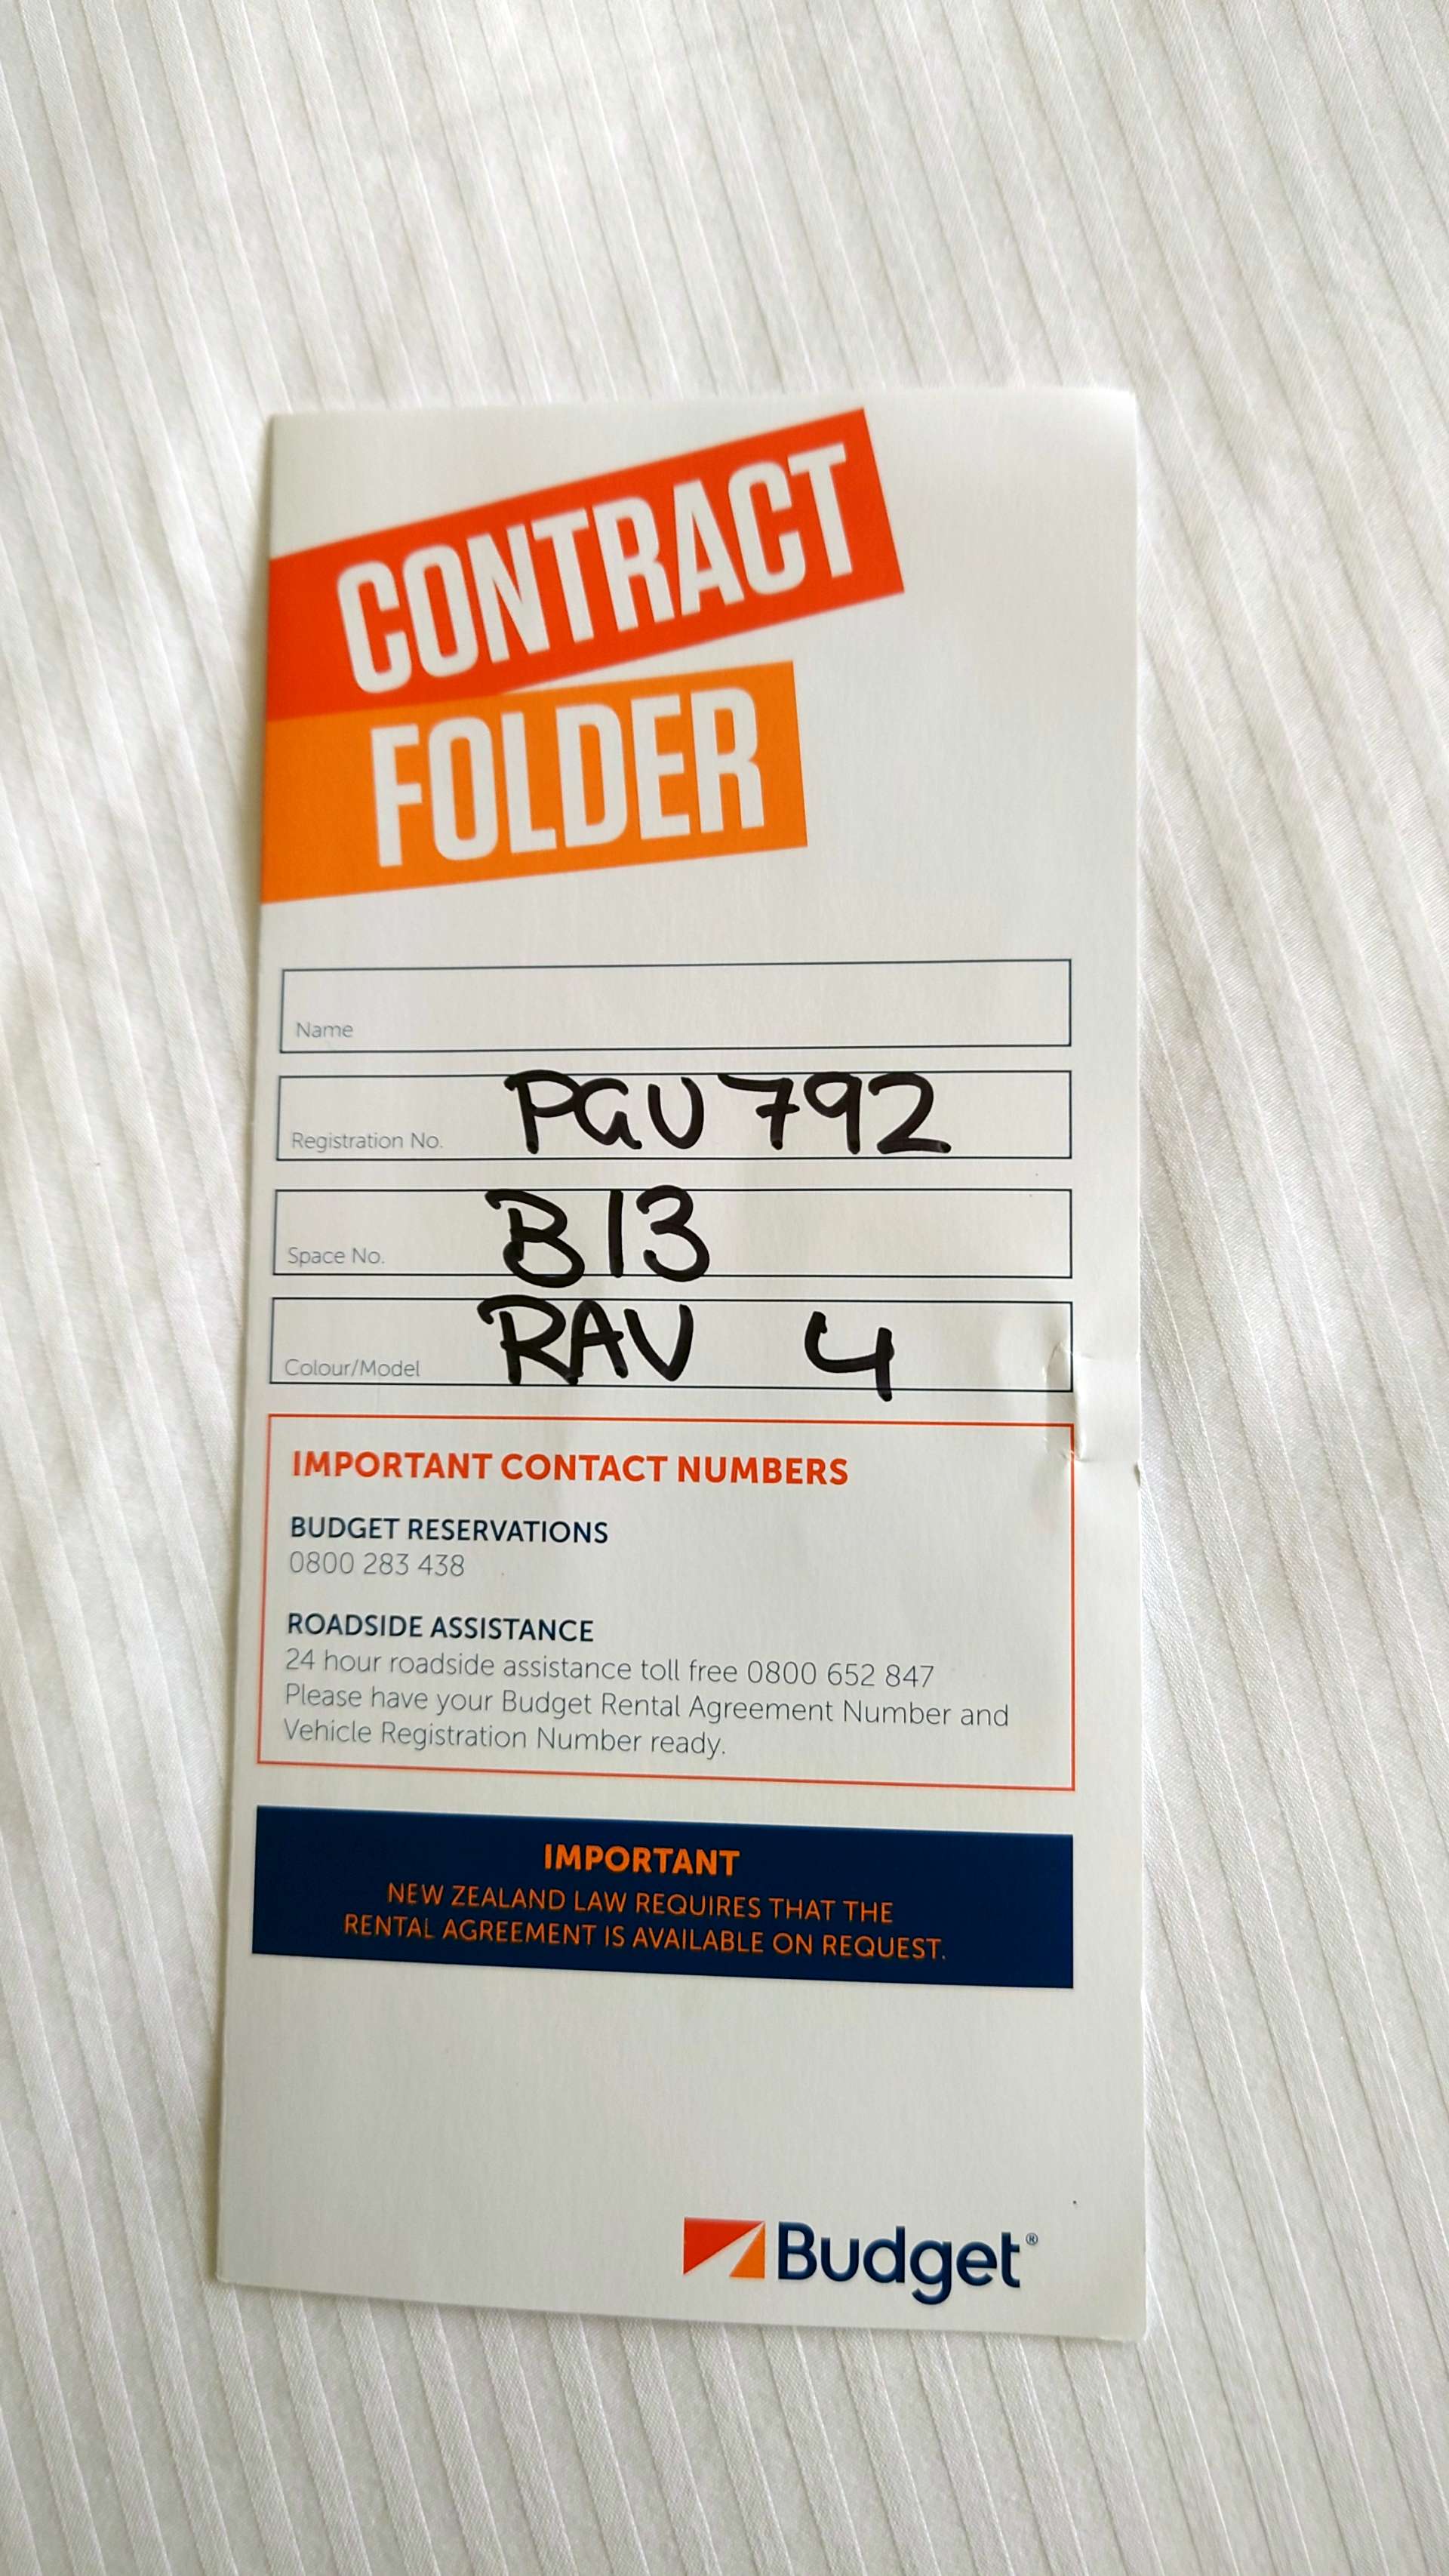 CONTRACT
FOLDER
Name
Registration No. PGU 792
Space No. B13
Colour/Model RAV 4
IMPORTANT CONTACT NUMBERS
BUDGET RESERVATIONS
0800 283 438
ROADSIDE ASSISTANCE
24 hour roadside assistance toll free 0800 652 847
Please have your Budget Rental Agreement Number and
Vehicle Registration Number ready.
IMPORTANT
NEW ZEALAND LAW REQUIRES THAT THE
RENTAL AGREEMENT IS AVAILABLE ON REQUEST.
Budget®